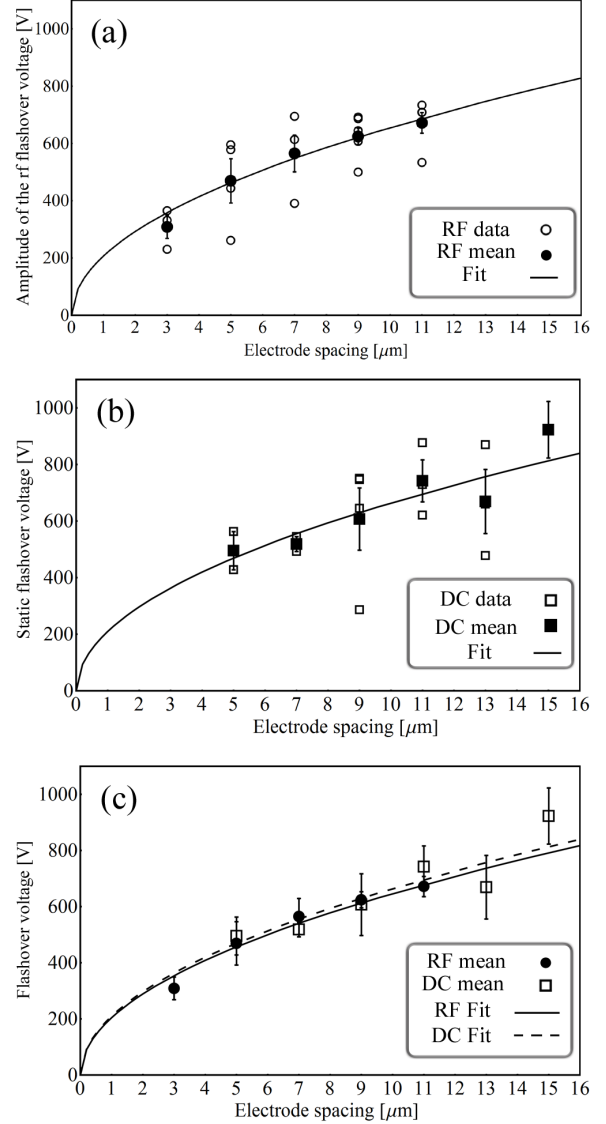 (a)
Amplitude of the rf flashover voltage [V]
1000
800
600
400
200
0
RF data
RF mean
Fit
0 1 2 3 4 5 6 7 8 9 10 11 12 13 14 15 16
Electrode spacing [μm]
(b)
Static flashover voltage [V]
1000
800
600
400
200
0
DC data
DC mean
Fit
0 1 2 3 4 5 6 7 8 9 10 11 12 13 14 15 16
Electrode spacing [μm]
(c)
Flashover voltage [V]
1000
800
600
400
200
0
RF mean
DC mean
RF Fit
DC Fit
0 1 2 3 4 5 6 7 8 9 10 11 12 13 14 15 16
Electrode spacing [μm]